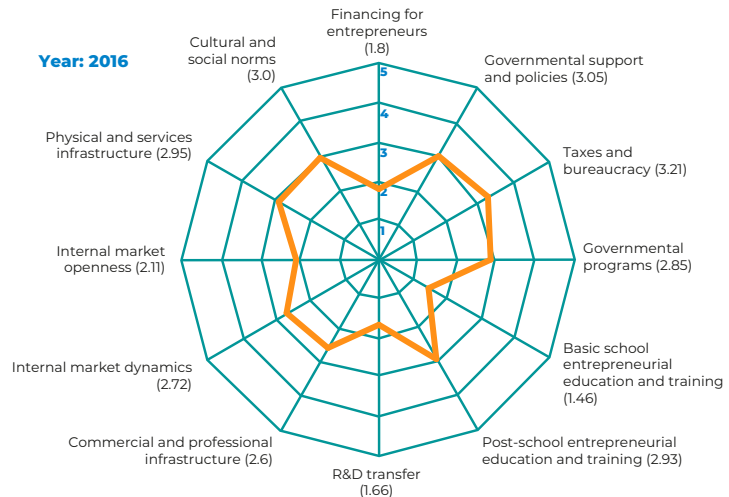 Year: 2016
Financing for
entrepreneurs
(1.8)
Governmental support
and policies (3.05)
Taxes and
bureaucracy (3.21)
Governmental
programs (2.85)
Basic school
entrepreneurial
education and training
(1.46)
Post-school entrepreneurial
education and training (2.93)
R&D transfer
(1.66)
Commercial and professional
infrastructure (2.6)
Internal market dynamics
(2.72)
Internal market
openness (2.11)
Physical and services
infrastructure (2.95)
Cultural and
social norms
(3.0)
5
4
3
2
1